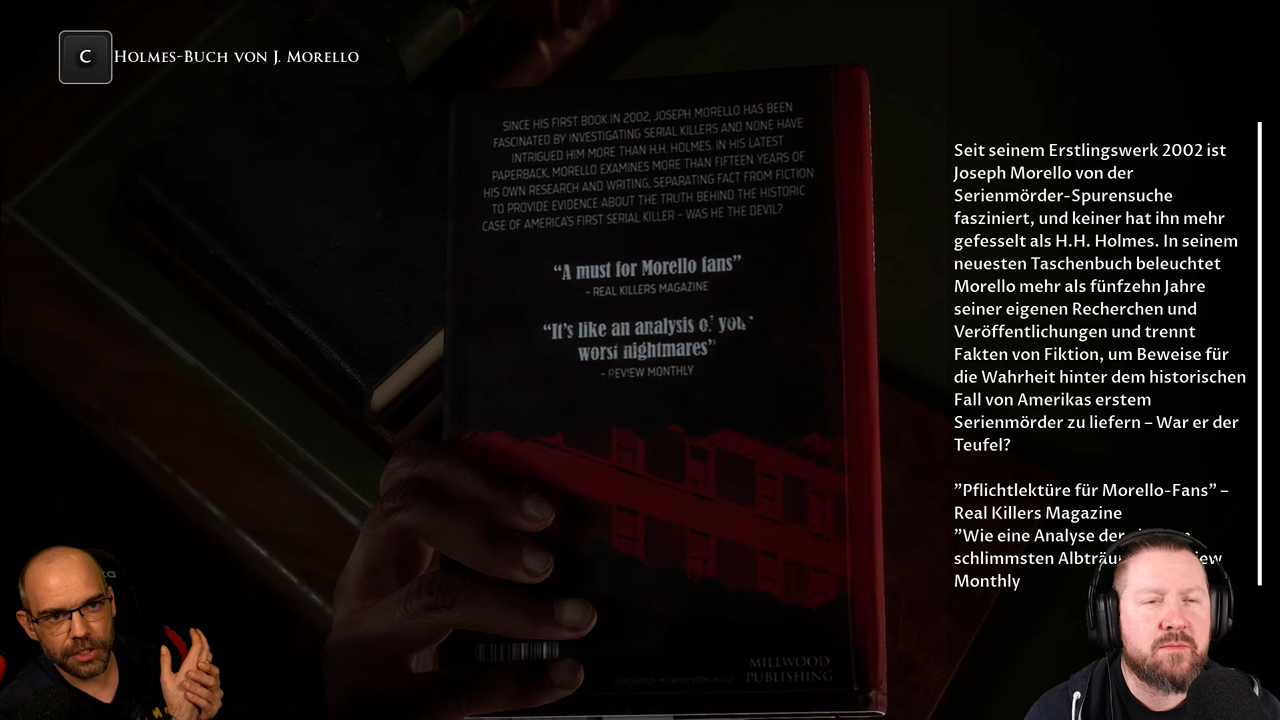 C
HOLMES-BUCH VON J. MORELLO
SINCE HIS FIRST BOOK IN 2002, JOSEPH MORELLO HAS BEEN
FASCINATED BY INVESTIGATING SERIAL KILLERS AND NONE HAVE
INTRIGUED HIM MORE THAN H.H. HOLMES. IN HIS LATEST
PAPERBACK, MORELLO EXAMINES MORE THAN FIFTEEN YEARS OF
HIS OWN RESEARCH AND WRITING, SEPARATING FACT FROM FICTION
TO PROVIDE EVIDENCE ABOUT THE TRUTH BEHIND THE HISTORIC
CASE OF AMERICA'S FIRST SERIAL KILLER - WAS HE THE DEVIL?
“A must for Morello fans”
- REAL KILLERS MAGAZINE
“It's like an analysis of your
worst nightmares”
- REVIEW MONTHLY
MILLWOOD
PUBLISHING
Seit seinem Erstlingswerk 2002 ist
Joseph Morello von der
Serienmörder-Spurensuche
fasziniert, und keiner hat ihn mehr
gefesselt als H.H. Holmes. In seinem
neuesten Taschenbuch beleuchtet
Morello mehr als fünfzehn Jahre
seiner eigenen Recherchen und
Veröffentlichungen und trennt
Fakten von Fiktion, um Beweise für
die Wahrheit hinter dem historischen
Fall von Amerikas erstem
Serienmörder zu liefern – War er der
Teufel?
”Pflichtlektüre für Morello-Fans” –
Real Killers Magazine
”Wie eine Analyse der
schlimmsten
Monthly